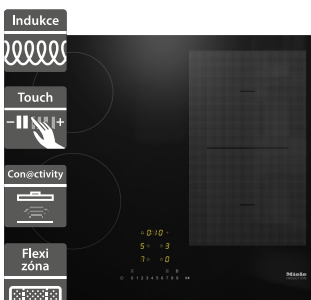 Indukce
Touch
Con@ctivity
Flexi
zóna
0:10
5 3
7 0
0 1 2 3 4 5 6 7 8 9
Miele
INDUCTION